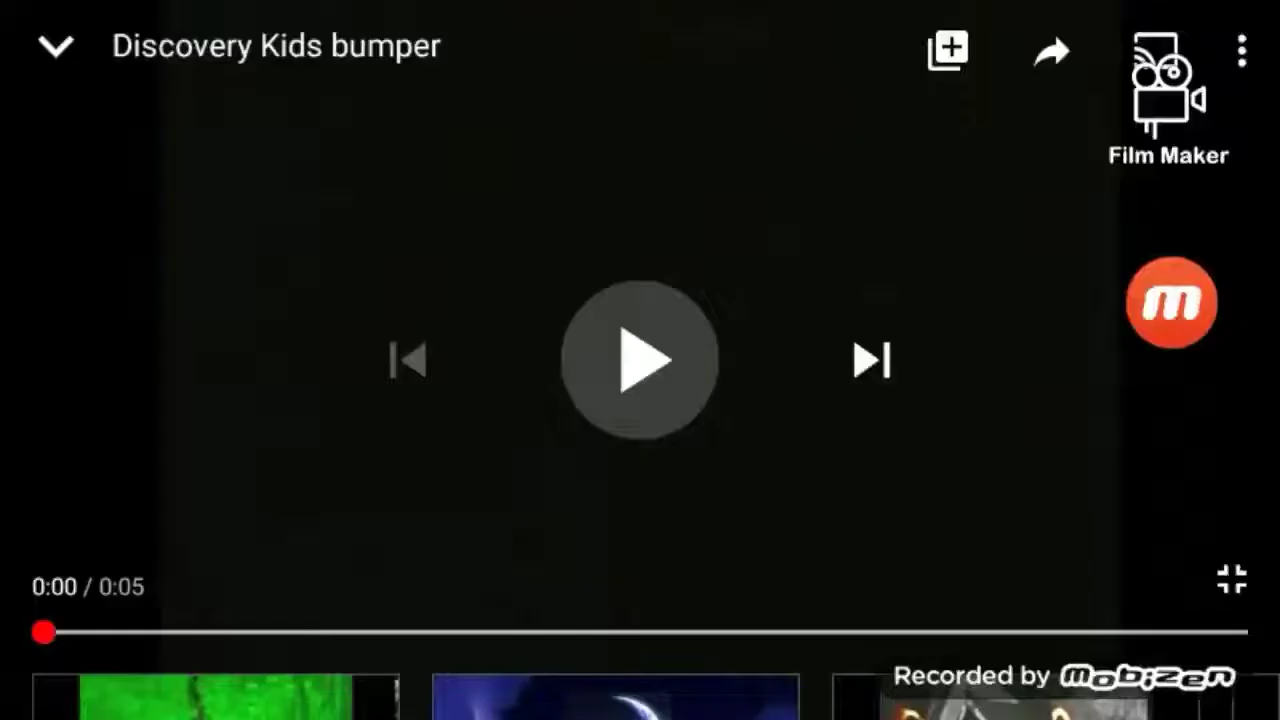 Discovery Kids bumper
Film Maker
m
0:00 / 0:05
Recorded by mobizen